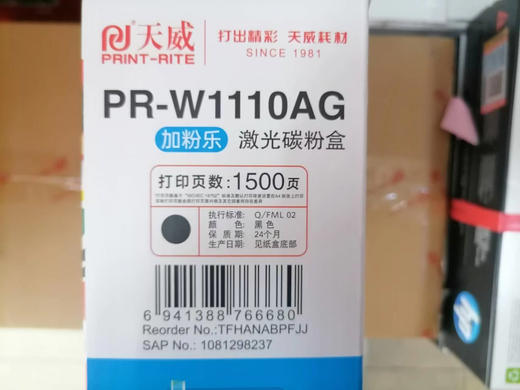 天威 打出精彩 天威耗材
PRINT-RITE SINCE 1981
PR-W1110AG
加粉乐 激光碳粉盒
打印页数:1500页
执行标准: Q/FML 02
颜 色: 黑色
保 质 期: 24个月
生产日期: 见纸盒底部
6 941388 766680
Reorder No.:TFHANABPFJJ
SAP No.: 1081298237